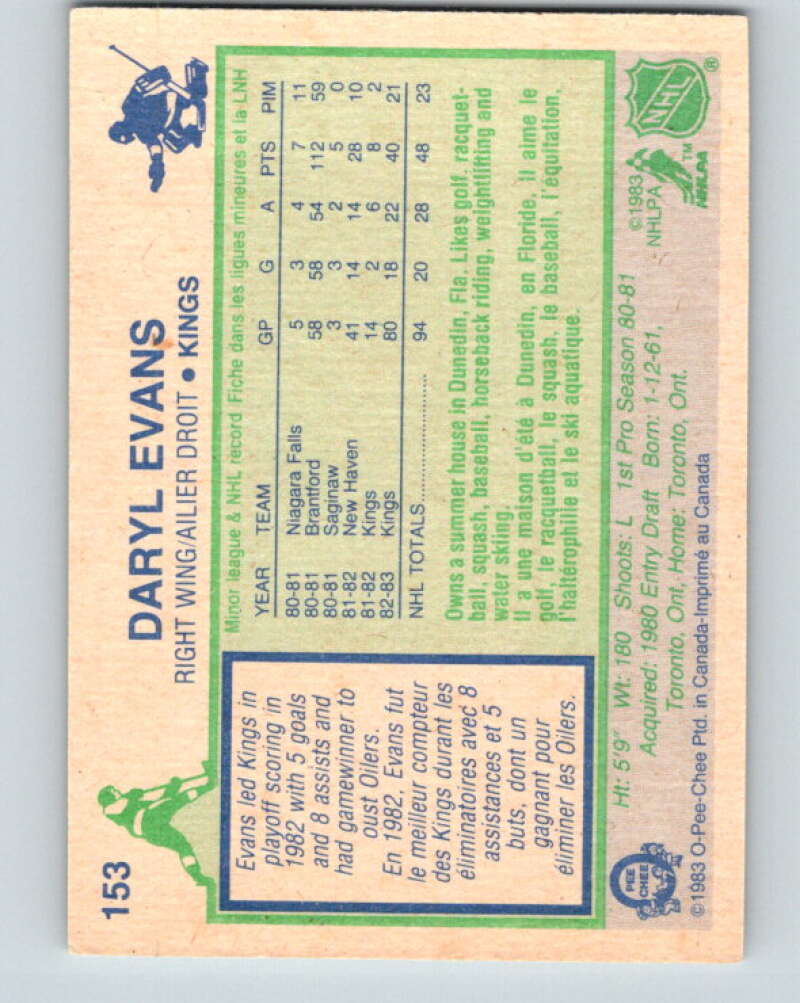 153
DARYL EVANS
RIGHT WING/AILIER DROIT • KINGS
Evans led Kings in
playoff scoring in
1982 with 5 goals
and 8 assists and
had gamewinner to
oust Oilers.
En 1982, Evans fut
le meilleur compteur
des Kings durant les
éliminatoires avec 8
assistances et 5
buts, dont un
gagnant pour
éliminer les Oilers.
Minor league & NHL record Fiche dans les ligues mineures et la LNH
YEAR TEAM GP G A PTS PIM
80-81 Niagara Falls 5 3 4 7 11
80-81 Brantford 58 58 54 112 59
80-81 Saginaw 3 3 2 5 0
81-82 New Haven 41 14 14 28 10
81-82 Kings 14 2 6 8 2
82-83 Kings 80 18 22 40 21
NHL TOTALS.................. 94 20 28 48 23
Owns a summer house in Dunedin, Fla. Likes golf, racquet-
ball, squash, baseball, horseback riding, weightlifting and
water skiing.
Il a une maison d'été à Dunedin, en Floride, il aime le
golf, le racquetball, le squash, le baseball, l'équitation,
l'haltérophilie et le ski aquatique.
Ht: 5'9" Wt: 180 Shoots: L 1st Pro Season 80-81
Acquired: 1980 Entry Draft Born: 1-12-61,
Toronto, Ont. Home: Toronto, Ont.
©1983
NHLPA
NHL ®
NHLPA ™
O
PEE
CHEE
©1983 O-Pee-Chee Ptd. in Canada-Imprimé au Canada